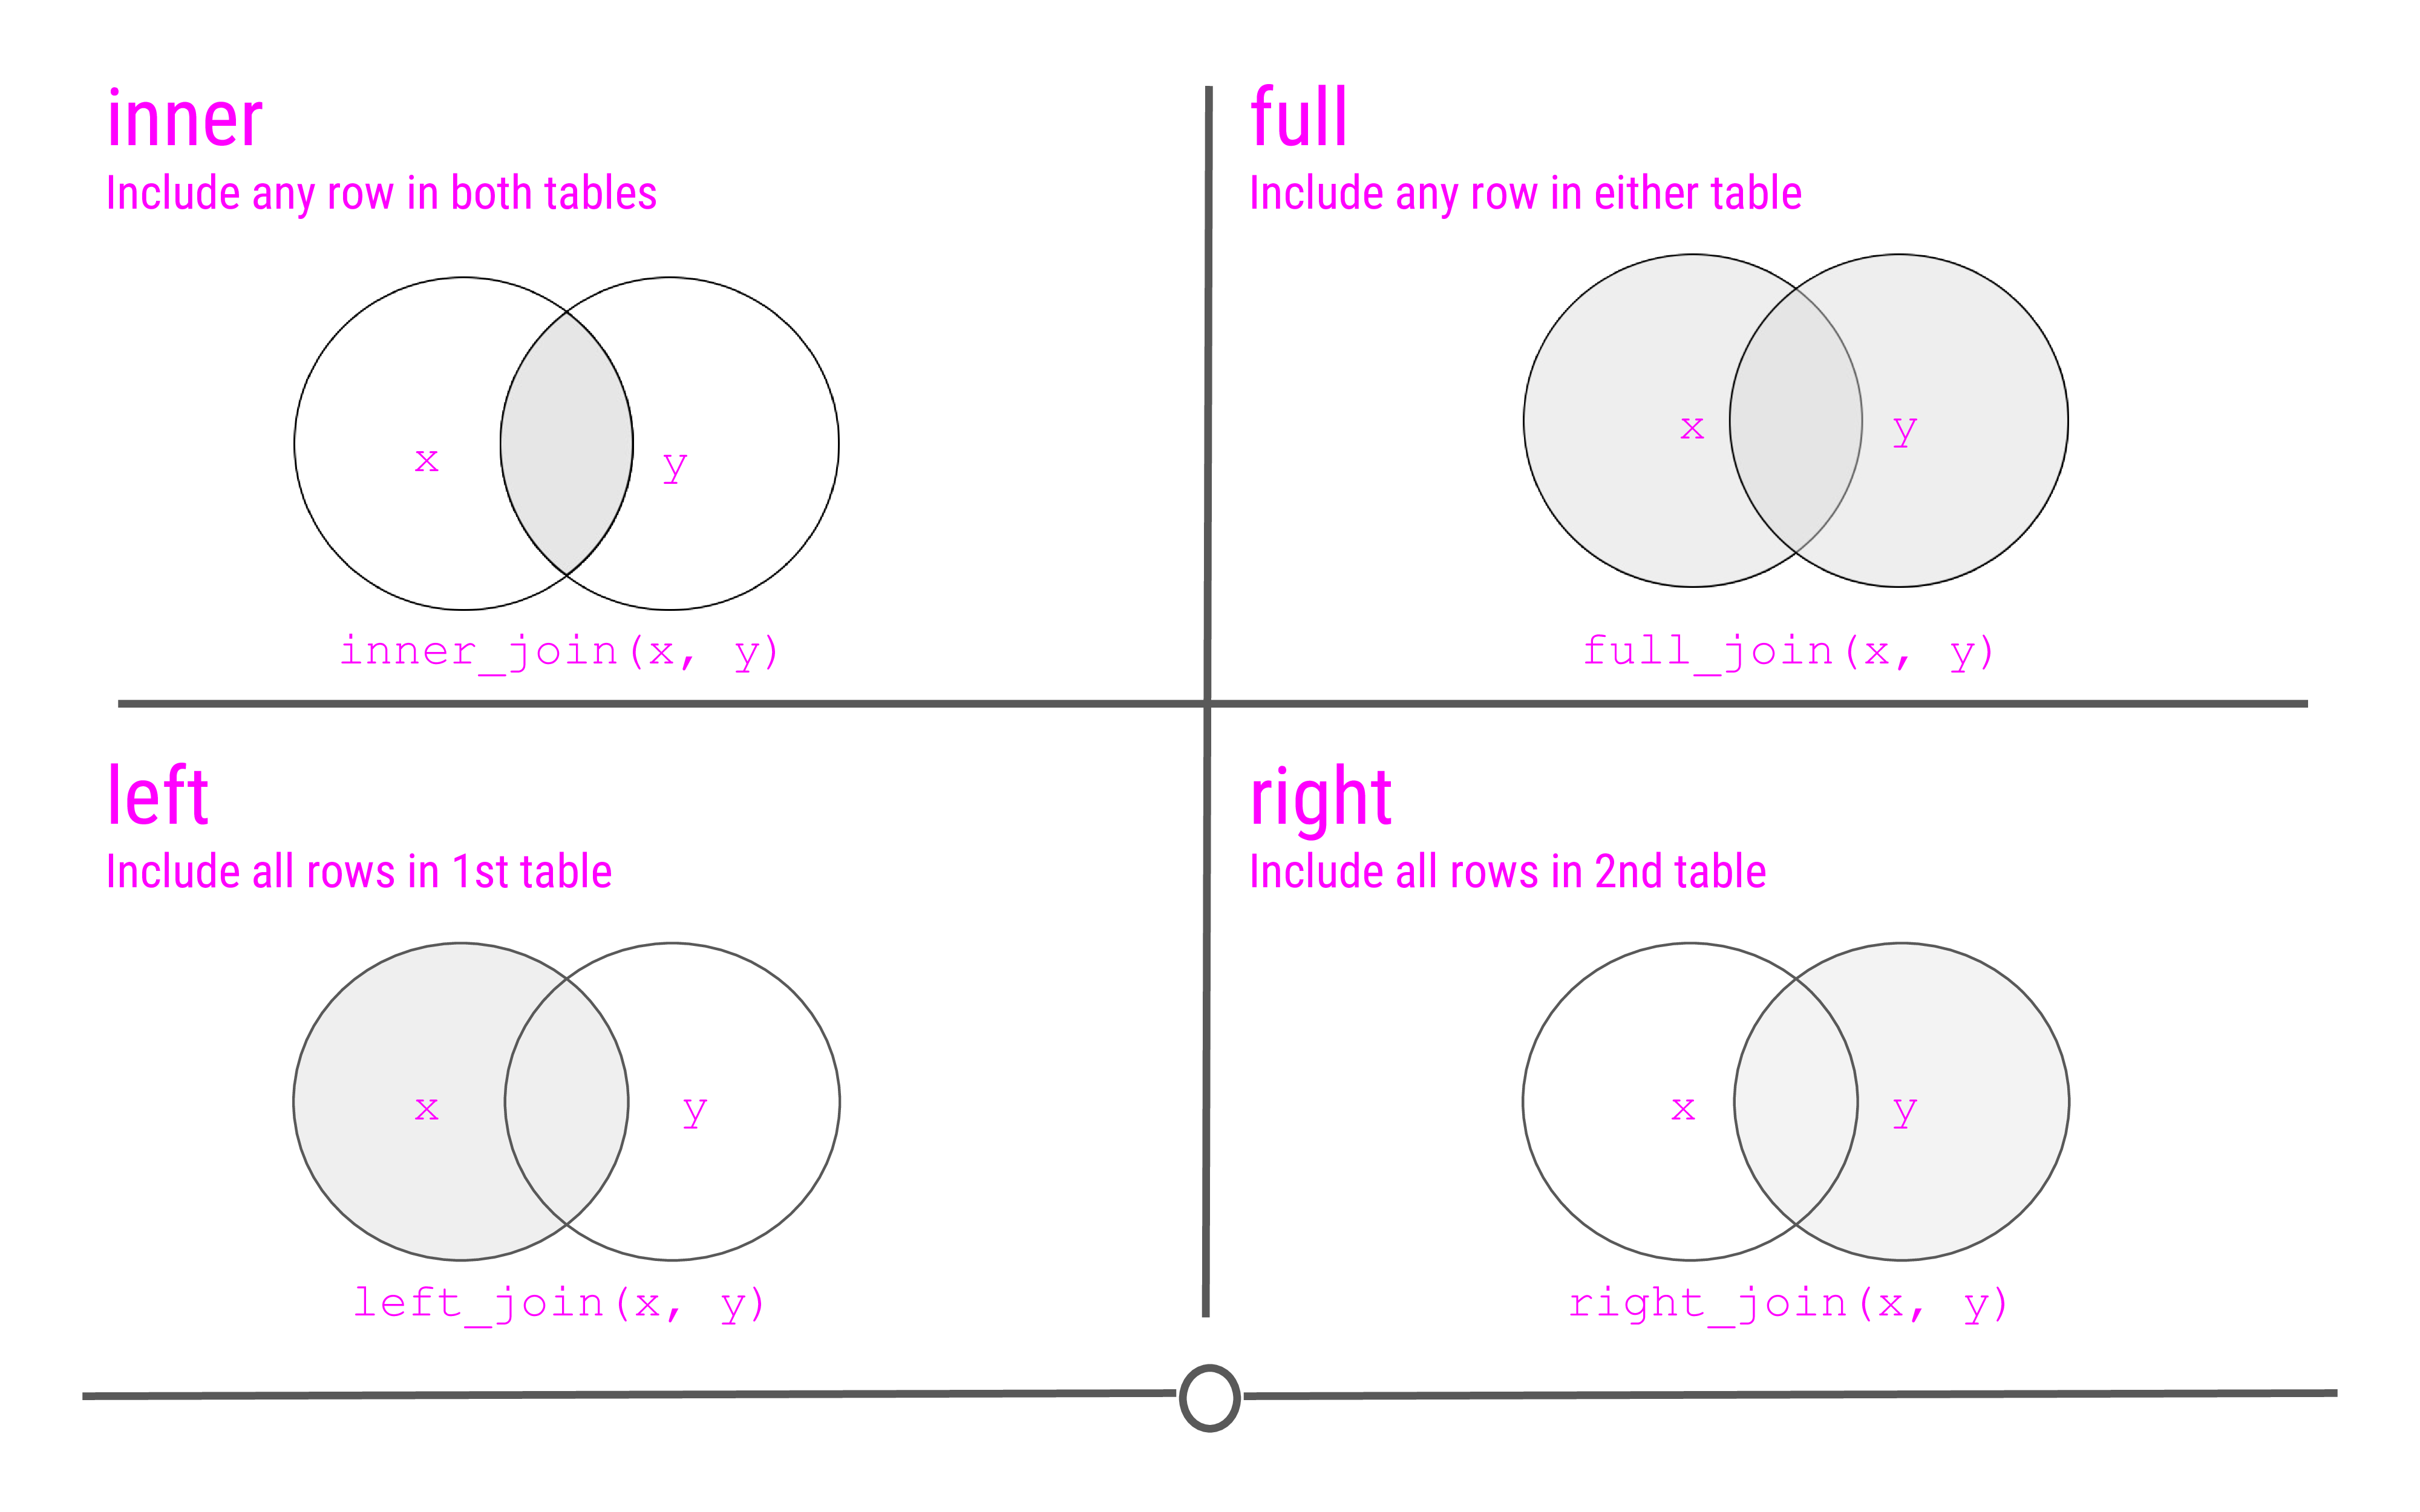 inner
Include any row in both tables
x
y
inner_join(x, y)
full
Include any row in either table
x
y
full_join(x, y)
left
Include all rows in 1st table
x
y
left_join(x, y)
right
Include all rows in 2nd table
x
y
right_join(x, y)